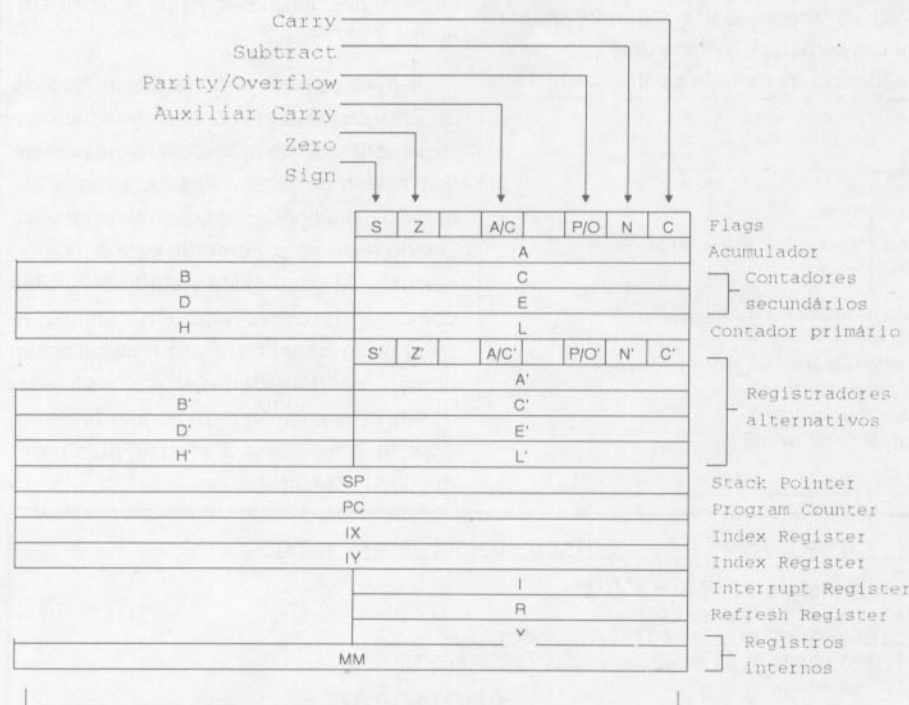 Carry
Subtract
Parity/Overflow
Auxiliar Carry
Zero
Sign
S Z A/C P/O N C Flags
A Acumulador
B C Contadores
D E secundários
H L Contador primário
S' Z' A/C' P/O' N' C'
A' Registradores
B' C' alternativos
D' E'
H' L'
SP Stack Pointer
PC Program Counter
IX Index Register
IY Index Register
I Interrupt Register
R Refresh Register
Registros
MM internos